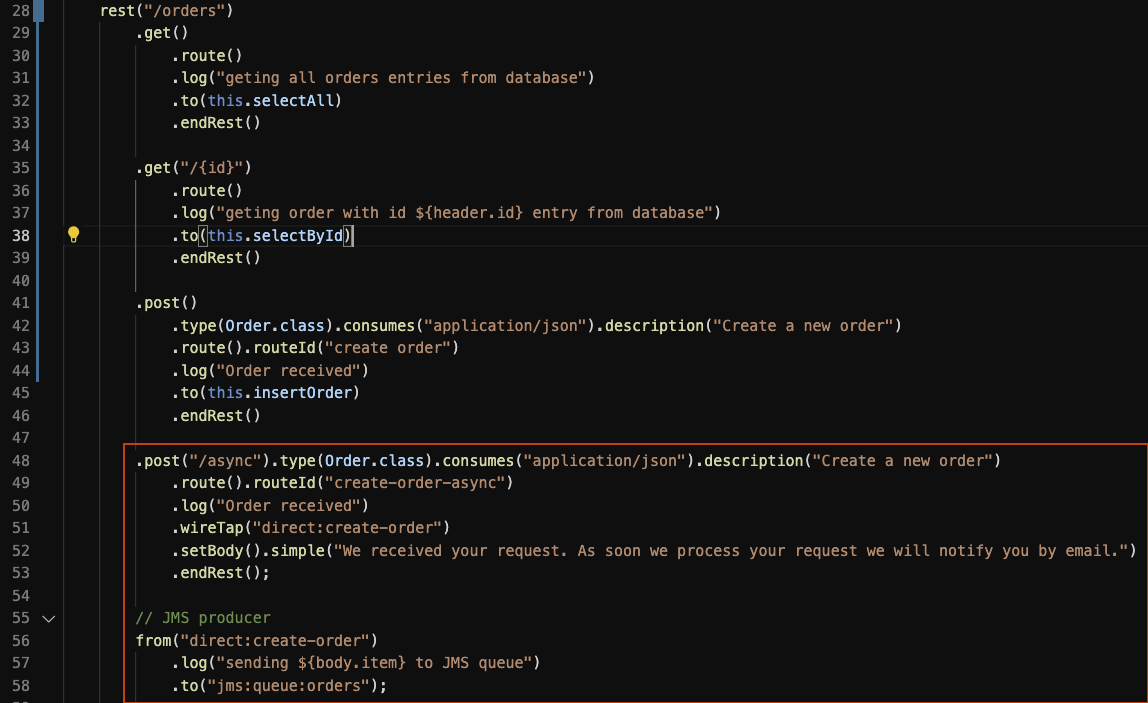 28 rest("/orders")
29 .get()
30 .route()
31 .log("geting all orders entries from database")
32 .to(this.selectAll)
33 .endRest()
34
35 .get("/{id}")
36 .route()
37 .log("geting order with id ${header.id} entry from database")
38 .to(this.selectById)
39 .endRest()
40
41 .post()
42 .type(Order.class).consumes("application/json").description("Create a new order")
43 .route().routeId("create order")
44 .log("Order received")
45 .to(this.insertOrder)
46 .endRest()
47
48 .post("/async").type(Order.class).consumes("application/json").description("Create a new order")
49 .route().routeId("create-order-async")
50 .log("Order received")
51 .wireTap("direct:create-order")
52 .setBody().simple("We received your request. As soon we process your request we will notify you by email.")
53 .endRest();
54
55 // JMS producer
56 from("direct:create-order")
57 .log("sending ${body.item} to JMS queue")
58 .to("jms:queue:orders");